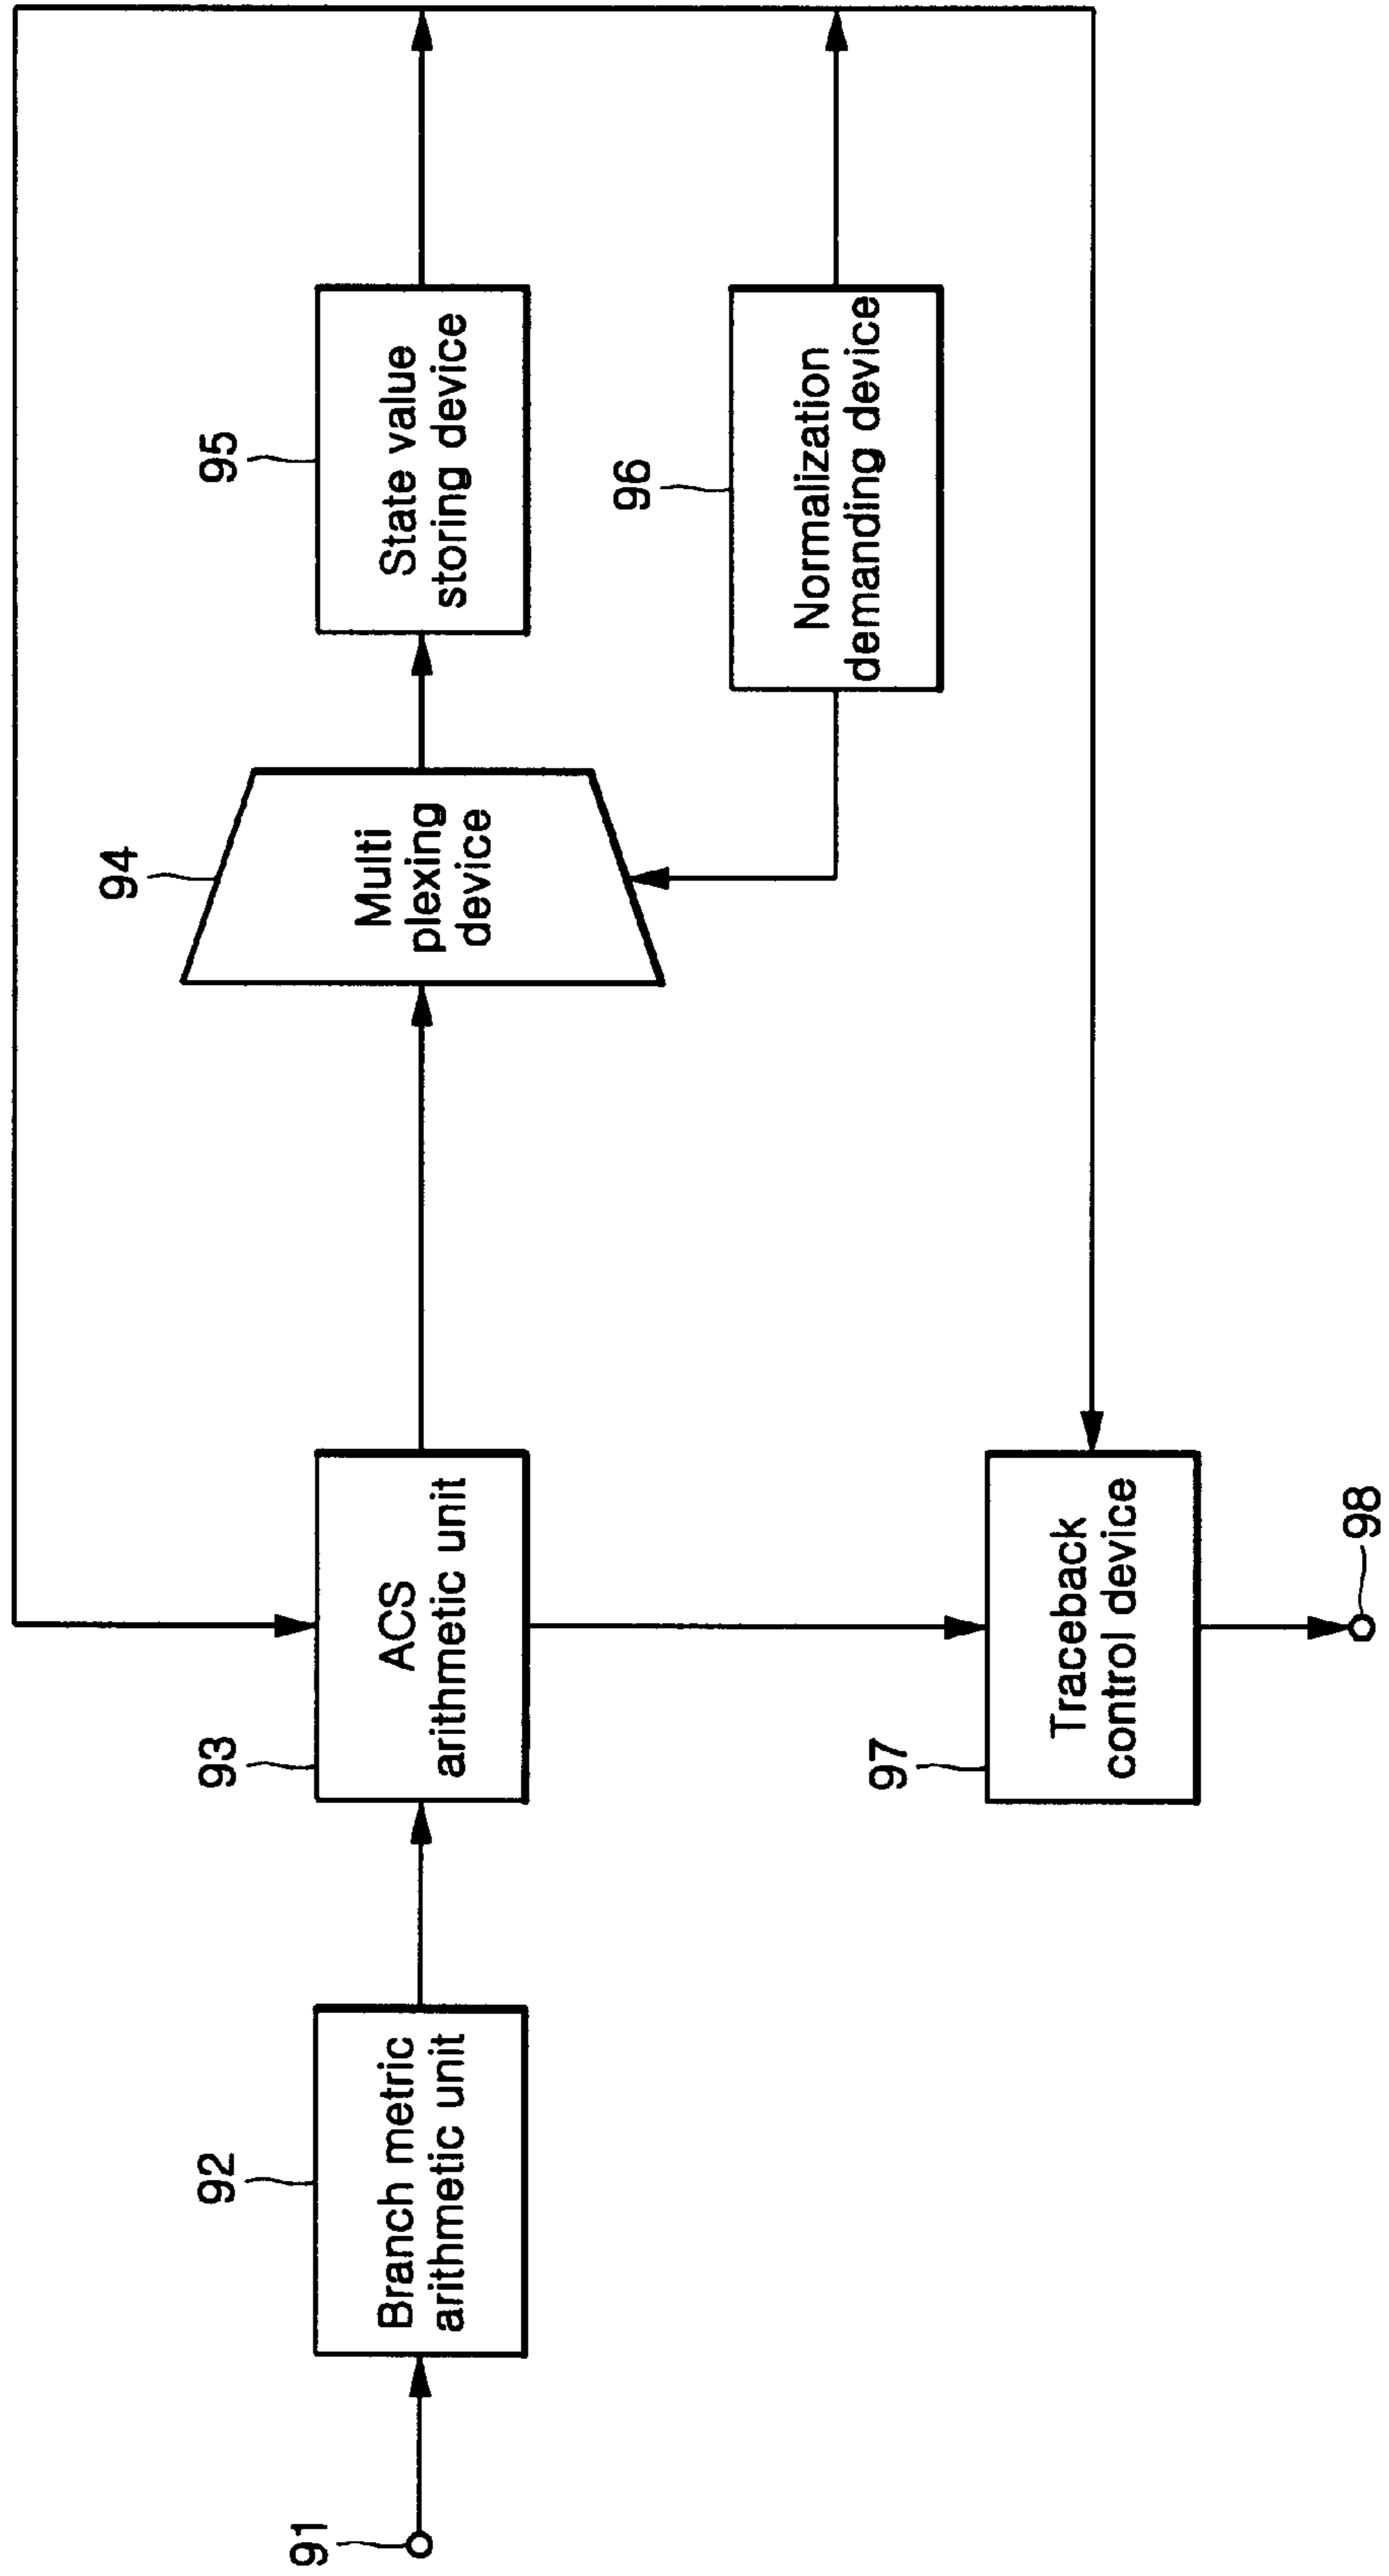 91
92
Branch metric
arithmetic unit
93
ACS
arithmetic unit
94
Multi
plexing
device
95
State value
storing device
96
Normalization
demanding device
97
Traceback
control device
98